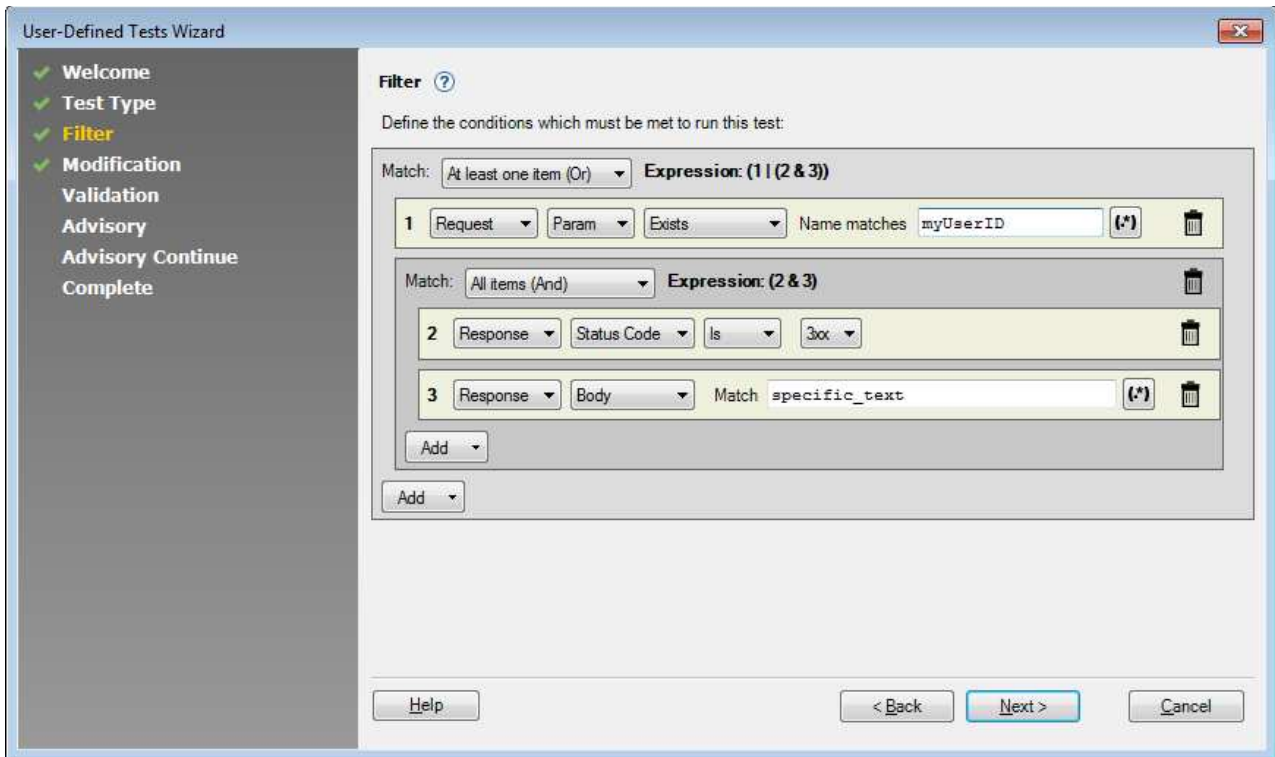 User-Defined Tests Wizard
Welcome
Test Type
Filter
Modification
Validation
Advisory
Advisory Continue
Complete
Filter ?
Define the conditions which must be met to run this test:
Match: At least one item (Or) Expression: (1 | (2 & 3))
1 Request Param Exists Name matches myUserID (.*)
Match: All items (And) Expression: (2 & 3)
2 Response Status Code Is 3xx
3 Response Body Match specific_text (.*)
Add
Add
Help < Back Next > Cancel